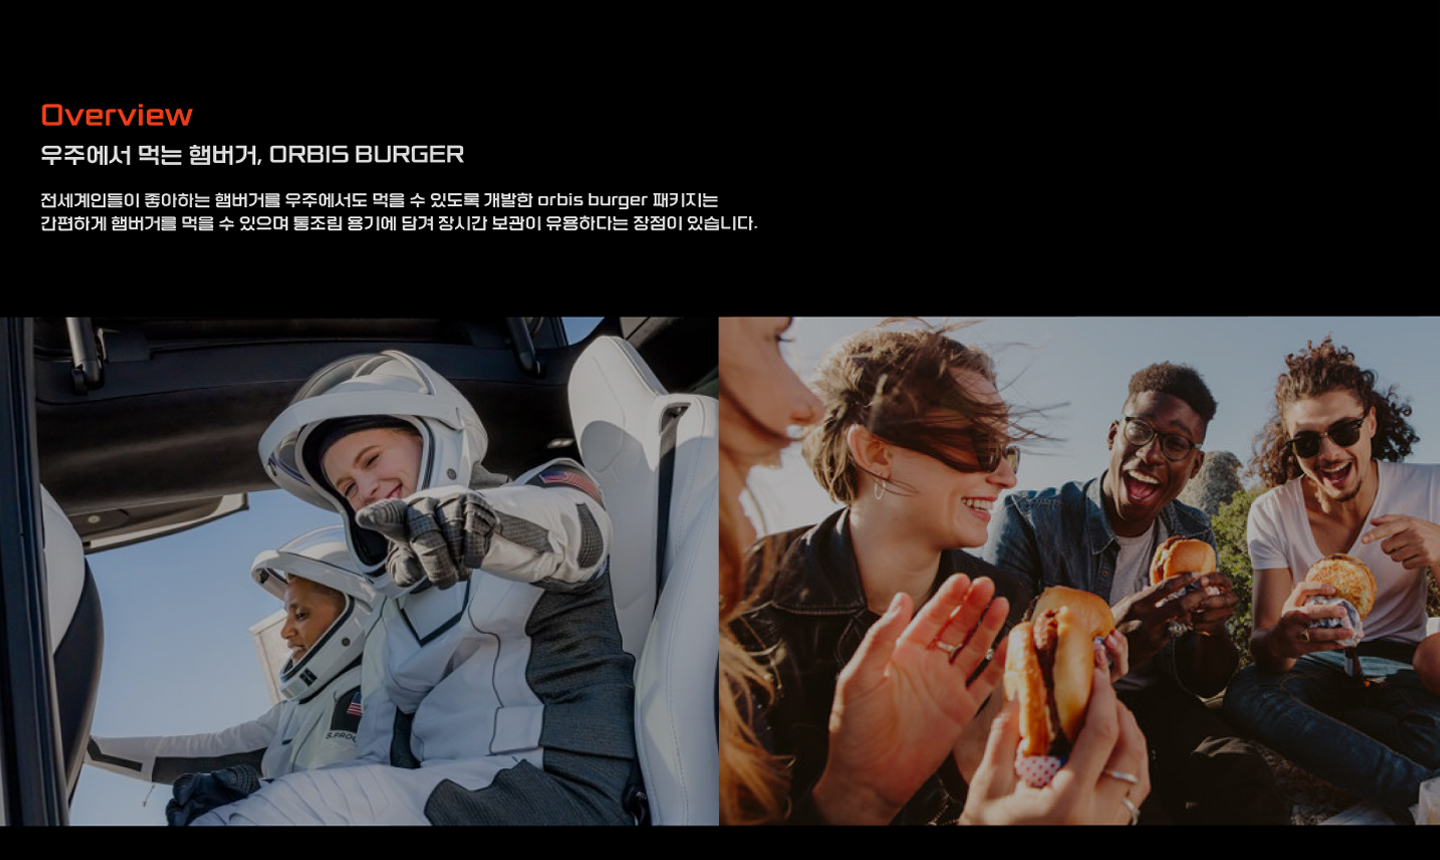 Overview
우주에서 먹는 햄버거, ORBIS BURGER
전세계인들이 좋아하는 햄버거를 우주에서도 먹을 수 있도록 개발한 orbis burger 패키지는
간편하게 햄버거를 먹을 수 있으며 통조림 용기에 담겨 장시간 보관이 유용하다는 장점이 있습니다.